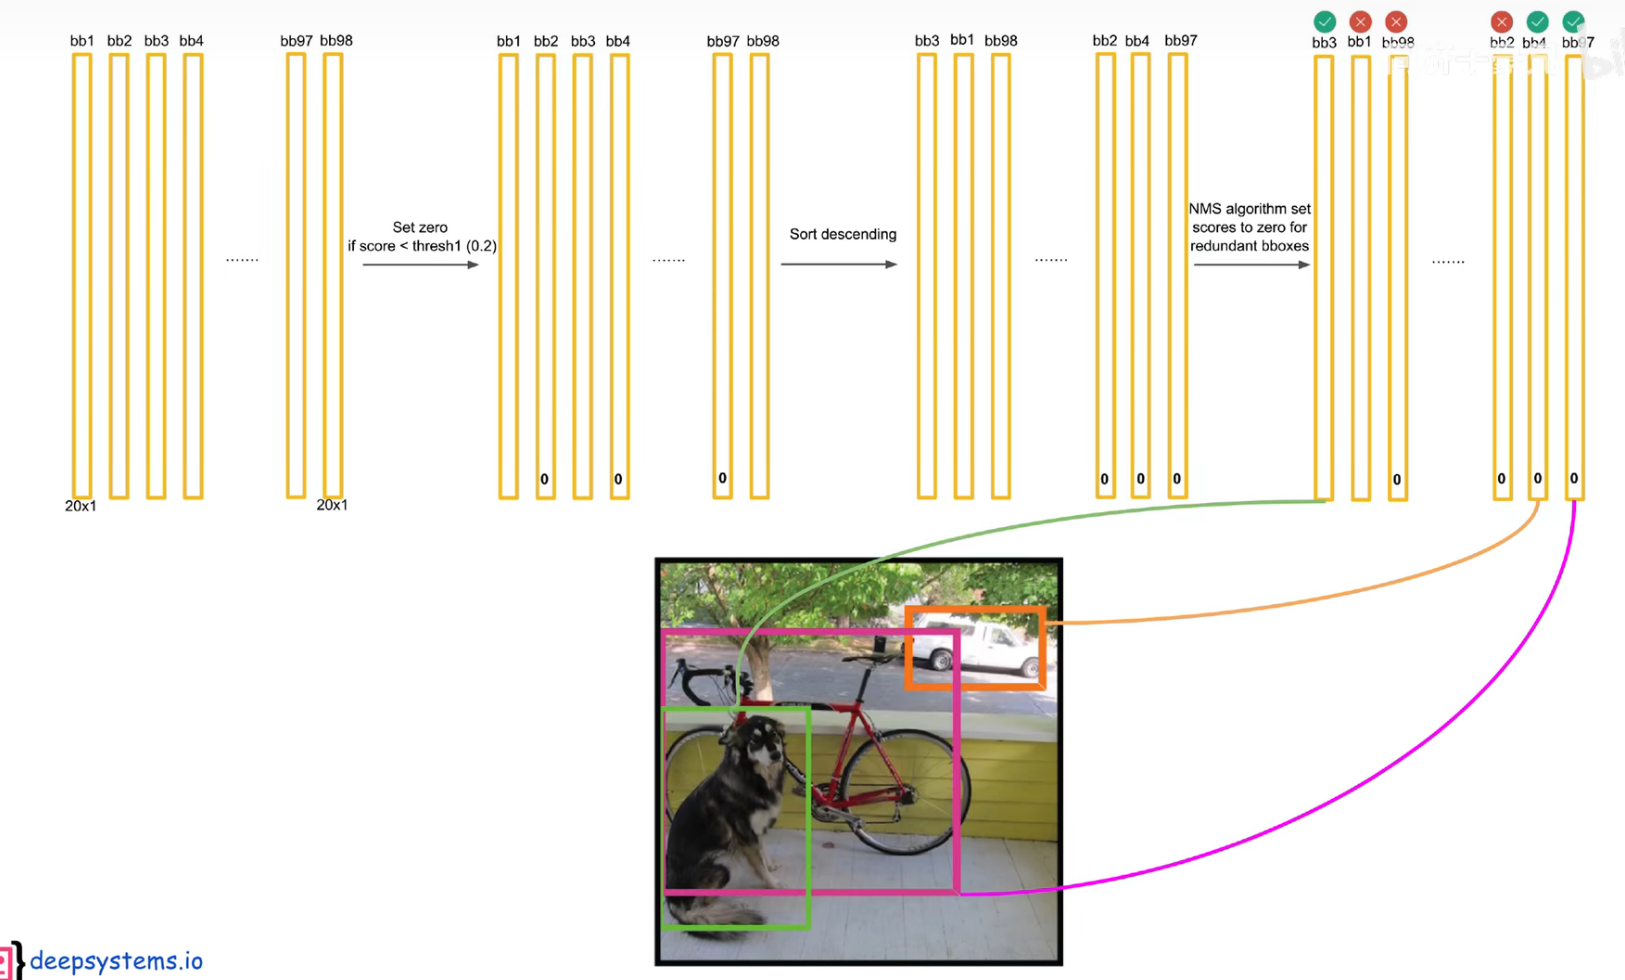 bb1 bb2 bb3 bb4 bb97 bb98
bb1 bb2 bb3 bb4 bb97 bb98
bb3 bb1 bb98 bb2 bb4 bb97
bb3 bb1 bb98 bb2 bb4 bb97
Set zero
if score < thresh1 (0.2)
Sort descending
NMS algorithm set
scores to zero for
redundant bboxes
....... ....... ....... .......
0 0 0
0 0 0
0 0 0 0
20x1 20x1
deepsystems.io